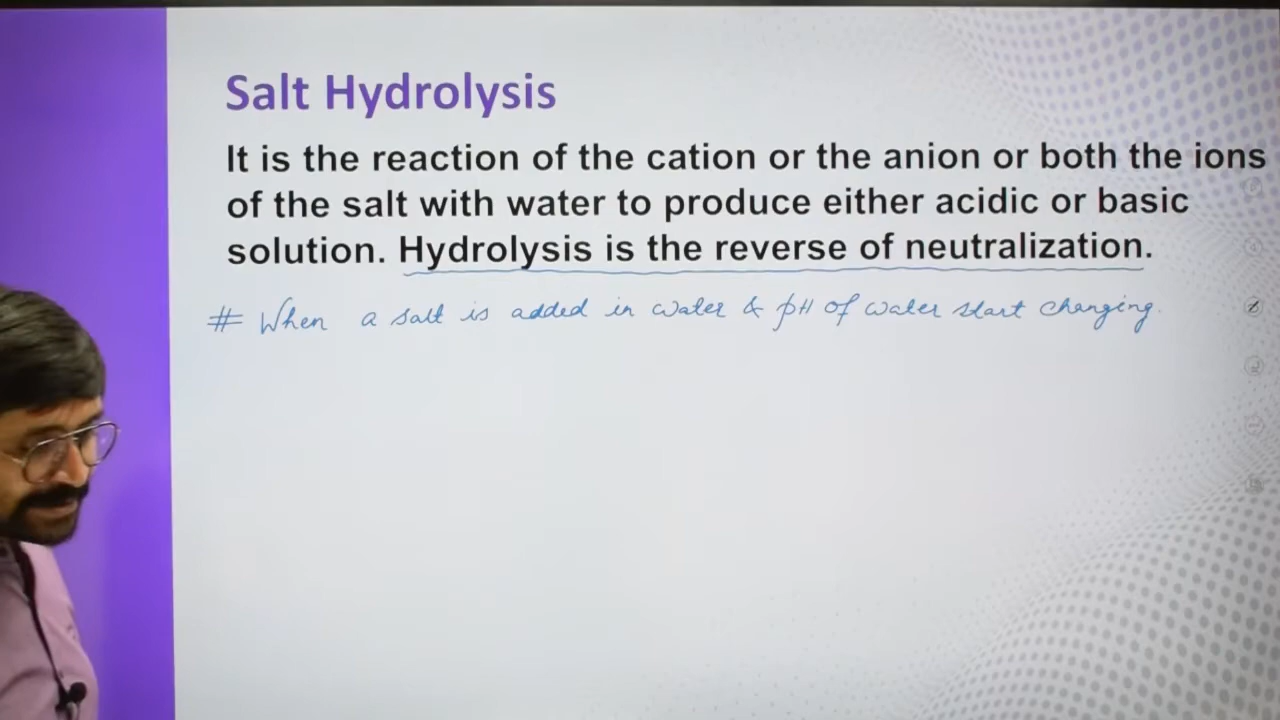 Salt Hydrolysis
It is the reaction of the cation or the anion or both the ions
of the salt with water to produce either acidic or basic
solution. Hydrolysis is the reverse of neutralization.
# When a salt is added in water & pH of water start changing.